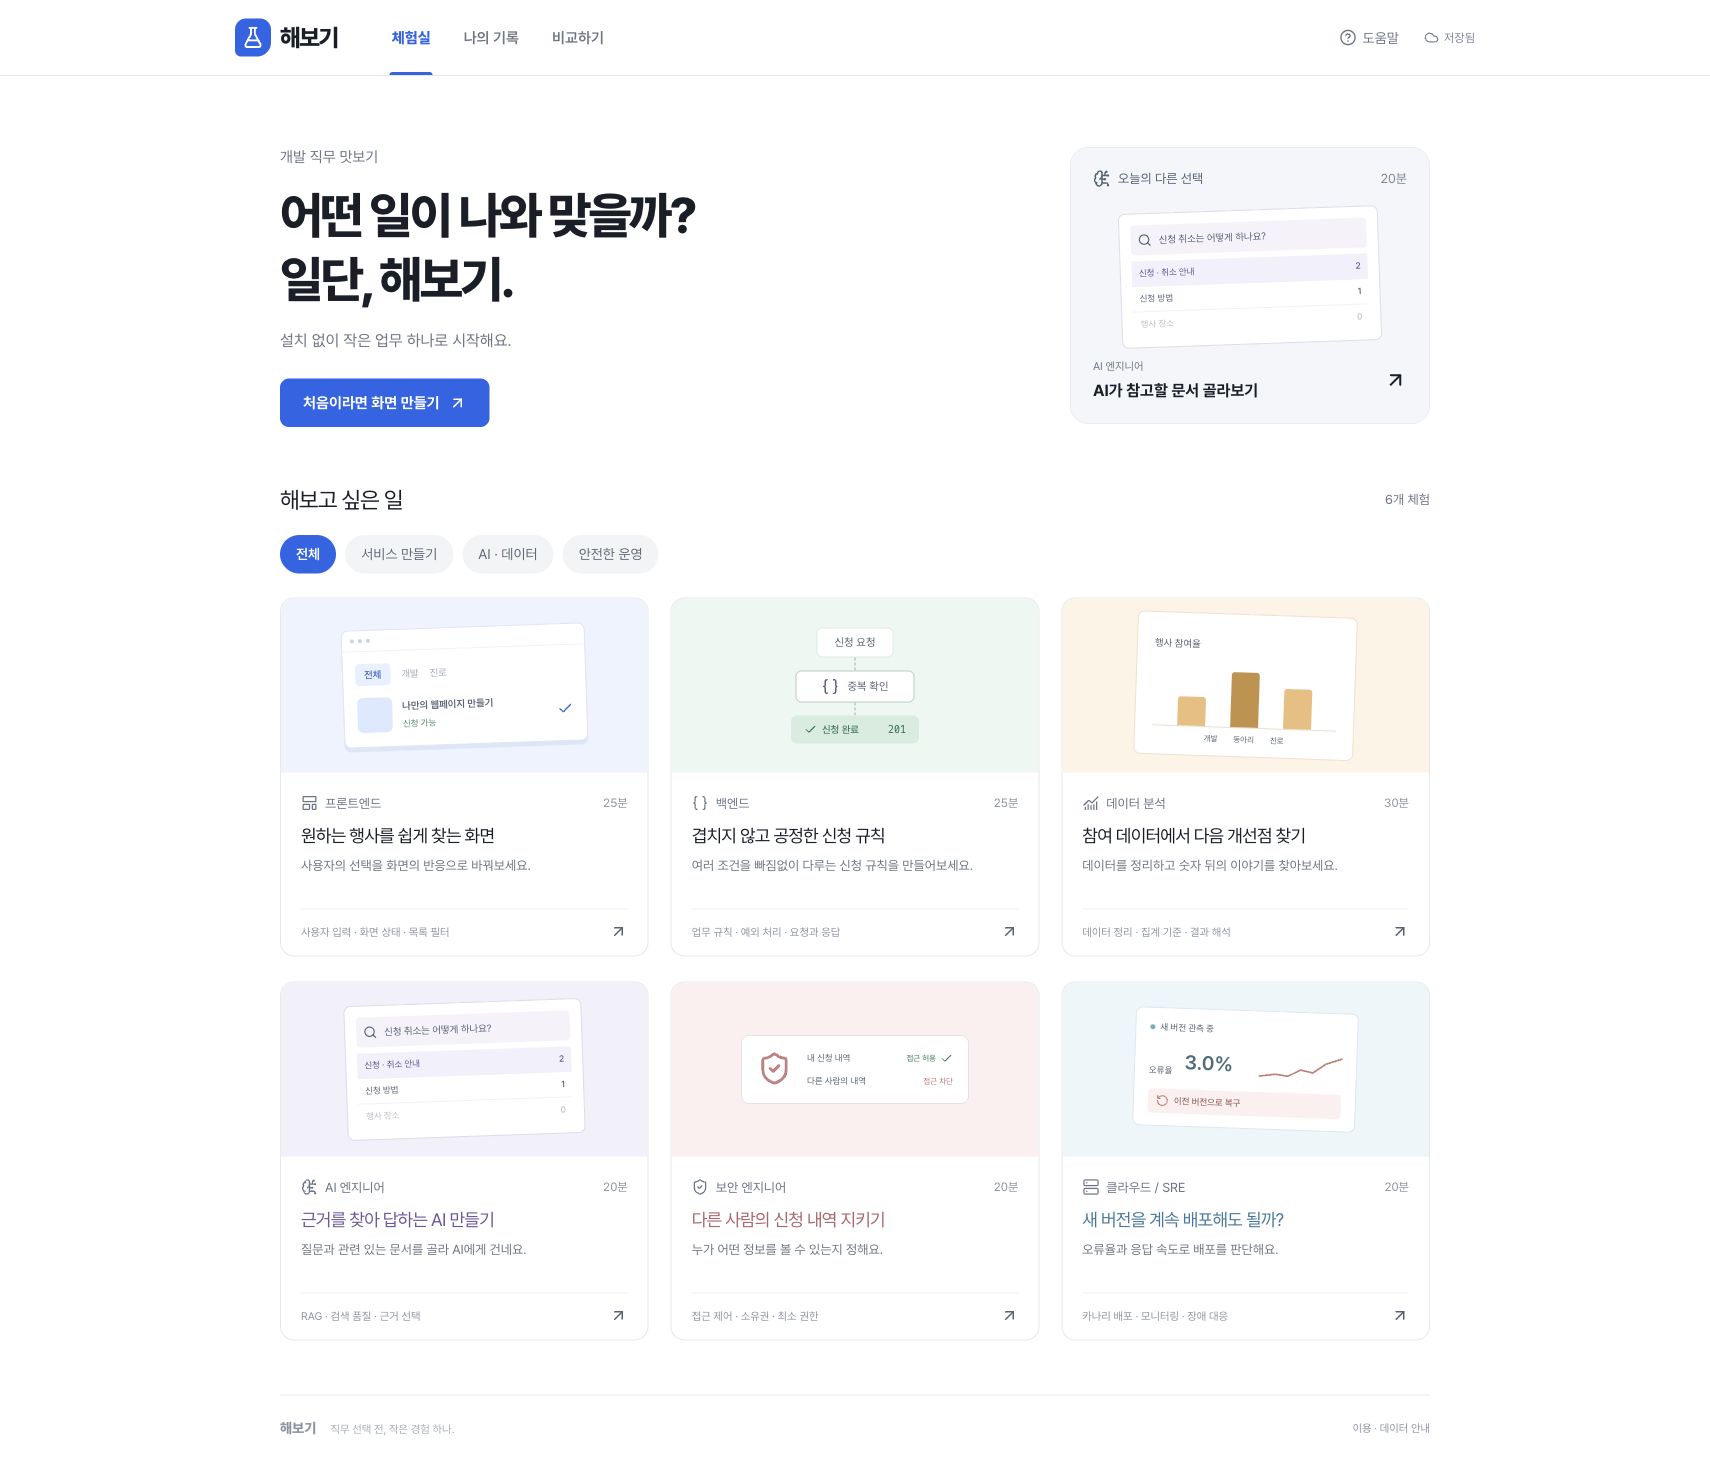 해보기
체험실
나의 기록
비교하기
도움말
저장됨
개발 직무 맛보기
어떤 일이 나와 맞을까?
일단, 해보기.
설치 없이 작은 업무 하나로 시작해요.
처음이라면 화면 만들기
오늘의 다른 선택
20분
신청 취소는 어떻게 하나요?
신청 · 취소 안내 2
신청 방법 1
행사 장소 0
AI 엔지니어
AI가 참고할 문서 골라보기
해보고 싶은 일
6개 체험
전체
서비스 만들기
AI · 데이터
안전한 운영
전체 개발 진로
나만의 웹페이지 만들기
신청 가능
프론트엔드
25분
원하는 행사를 쉽게 찾는 화면
사용자의 선택을 화면의 반응으로 바꿔보세요.
사용자 입력 · 화면 상태 · 목록 필터
신청 요청
{ } 중복 확인
신청 완료 201
{ } 백엔드
25분
겹치지 않고 공정한 신청 규칙
여러 조건을 빠짐없이 다루는 신청 규칙을 만들어보세요.
업무 규칙 · 예외 처리 · 요청과 응답
행사 참여율
개발 동아리 진로
데이터 분석
30분
참여 데이터에서 다음 개선점 찾기
데이터를 정리하고 숫자 뒤의 이야기를 찾아보세요.
데이터 정리 · 집계 기준 · 결과 해석
신청 취소는 어떻게 하나요?
신청 · 취소 안내 2
신청 방법 1
행사 장소 0
AI 엔지니어
20분
근거를 찾아 답하는 AI 만들기
질문과 관련 있는 문서를 골라 AI에게 건네요.
RAG · 검색 품질 · 근거 선택
내 신청 내역 접근 허용
다른 사람의 내역 접근 차단
보안 엔지니어
20분
다른 사람의 신청 내역 지키기
누가 어떤 정보를 볼 수 있는지 정해요.
접근 제어 · 소유권 · 최소 권한
새 버전 관측 중
오류율 3.0%
이전 버전으로 복구
클라우드 / SRE
20분
새 버전을 계속 배포해도 될까?
오류율과 응답 속도로 배포를 판단해요.
카나리 배포 · 모니터링 · 장애 대응
해보기
직무 선택 전, 작은 경험 하나.
이용 · 데이터 안내